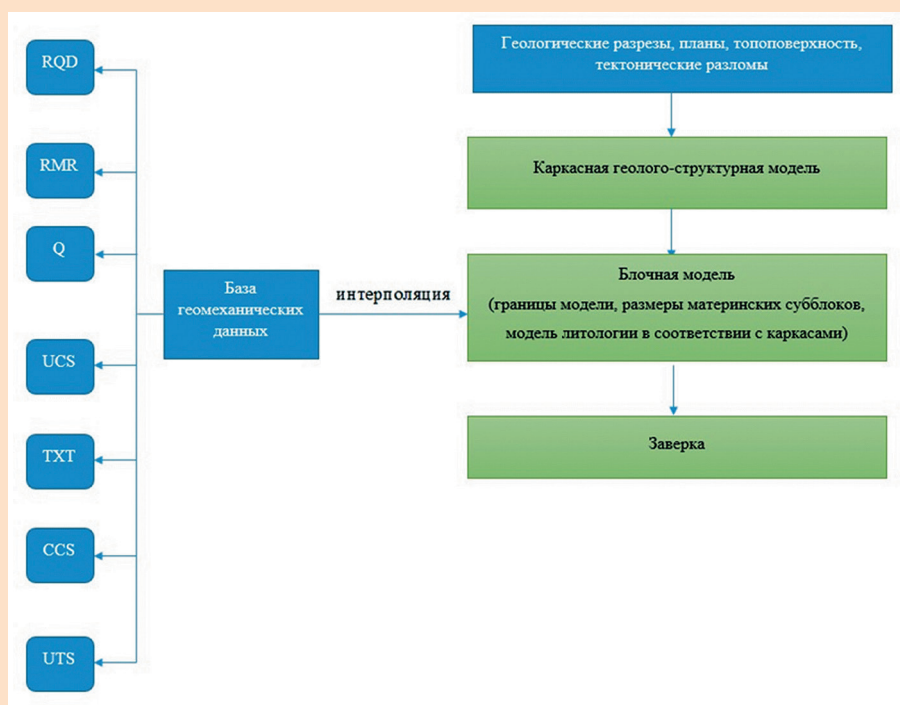 RQD
RMR
Q
UCS
TXT
CCS
UTS
База
геомеханических
данных
интерполяция
Геологические разрезы, планы, топоповерхность,
тектонические разломы
Каркасная геолого-структурная модель
Блочная модель
(границы модели, размеры материнских субблоков,
модель литологии в соответствии с каркасами)
Заверка